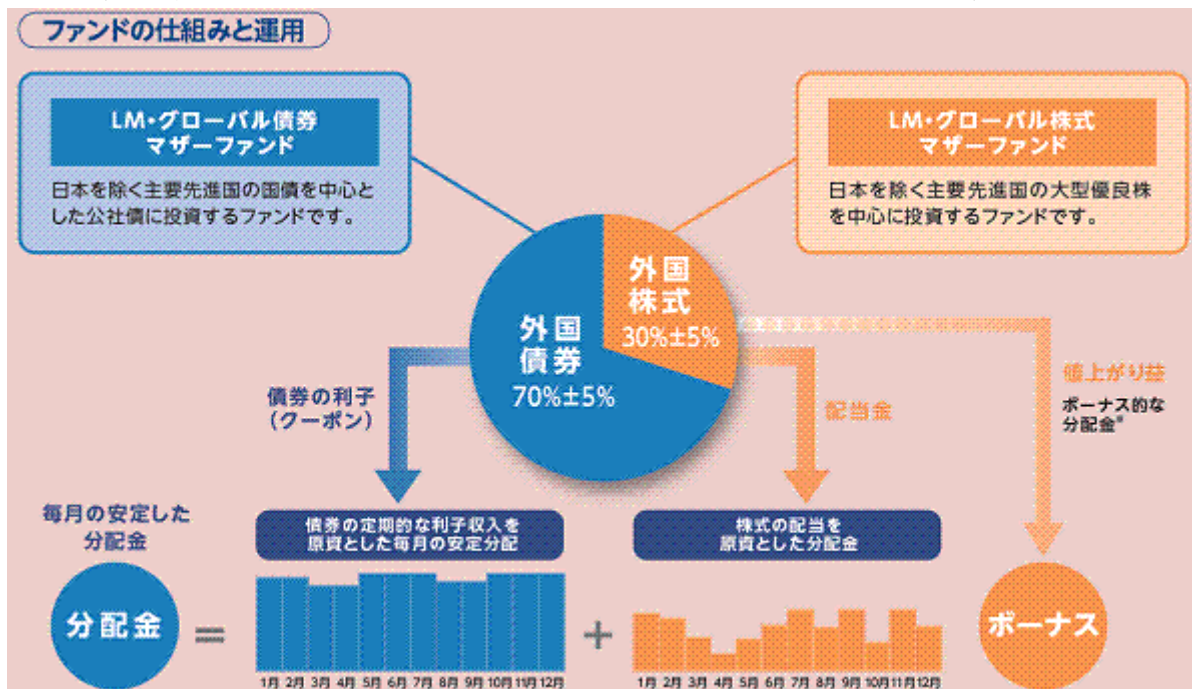 ファンドの仕組みと運用
LM・グローバル債券
マザーファンド
日本を除く主要先進国の国債を中心と
した公社債に投資するファンドです。
LM・グローバル株式
マザーファンド
日本を除く主要先進国の大型優良株
を中心に投資するファンドです。
外国
株式
30%±5%
外国
債券
70%±5%
債券の利子
(クーポン)
配当金
値上がり益
ボーナス的な
分配金※
毎月の安定した
分配金
債券の定期的な利子収入を
原資とした毎月の安定分配
株式の配当を
原資とした分配金
分配金
=
+
ボーナス
1月 2月 3月 4月 5月 6月 7月 8月 9月 10月 11月 12月
1月 2月 3月 4月 5月 6月 7月 8月 9月 10月 11月 12月